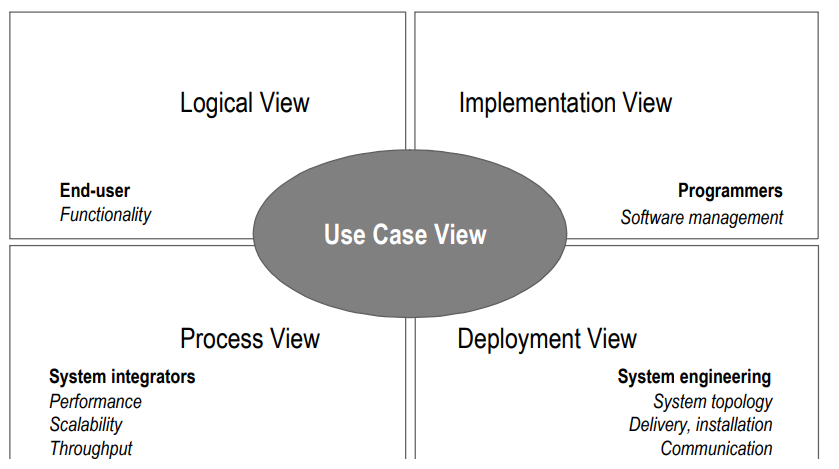 Logical View
Implementation View
End-user
Functionality
Programmers
Software management
Use Case View
Process View
Deployment View
System integrators
Performance
Scalability
Throughput
System engineering
System topology
Delivery, installation
Communication